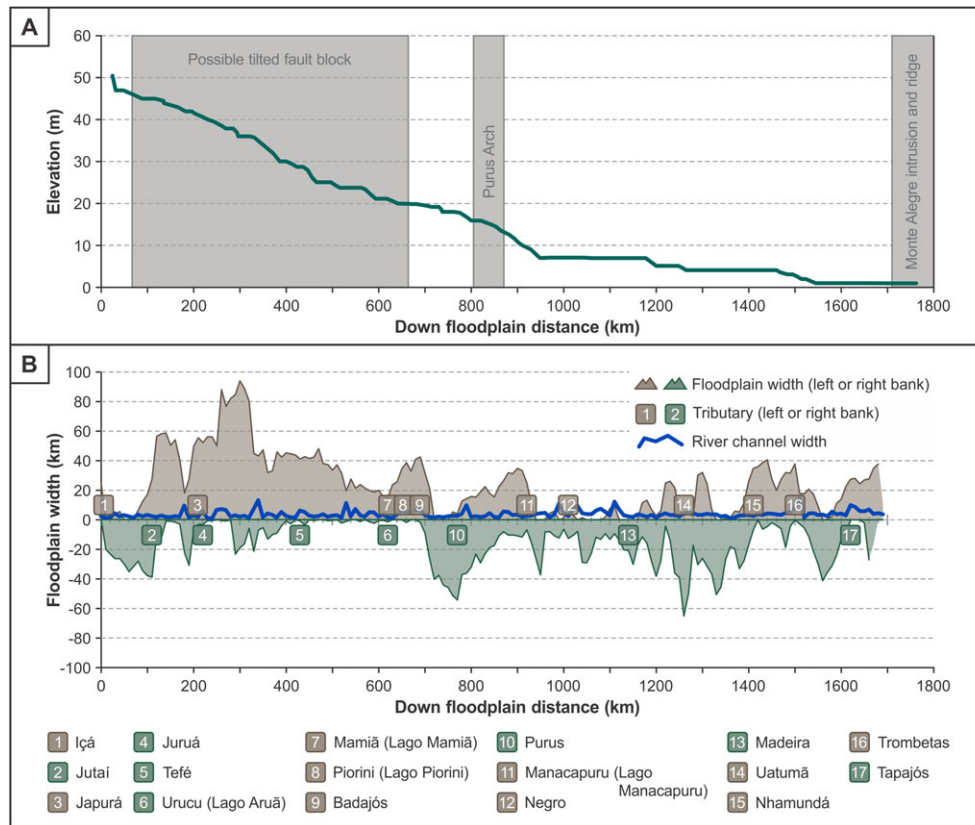 A
60
50
40
30
20
10
0
Elevation (m)
Possible tilted fault block
Purus Arch
Monte Alegre intrusion and ridge
0 200 400 600 800 1000 1200 1400 1600 1800
Down floodplain distance (km)
B
100
80
60
40
20
0
-20
-40
-60
-80
-100
Floodplain width (km)
Floodplain width (left or right bank)
1 2 Tributary (left or right bank)
River channel width
1 3 7 8 9 11 12 14 15 16
2 4 5 6 10 13 17
0 200 400 600 800 1000 1200 1400 1600 1800
Down floodplain distance (km)
1 Içá
2 Jutaí
3 Japurá
4 Juruá
5 Tefé
6 Urucu (Lago Aruã)
7 Mamiã (Lago Mamiã)
8 Piorini (Lago Piorini)
9 Badajós
10 Purus
11 Manacapuru (Lago
Manacapuru)
12 Negro
13 Madeira
14 Uatumã
15 Nhamundá
16 Trombetas
17 Tapajós